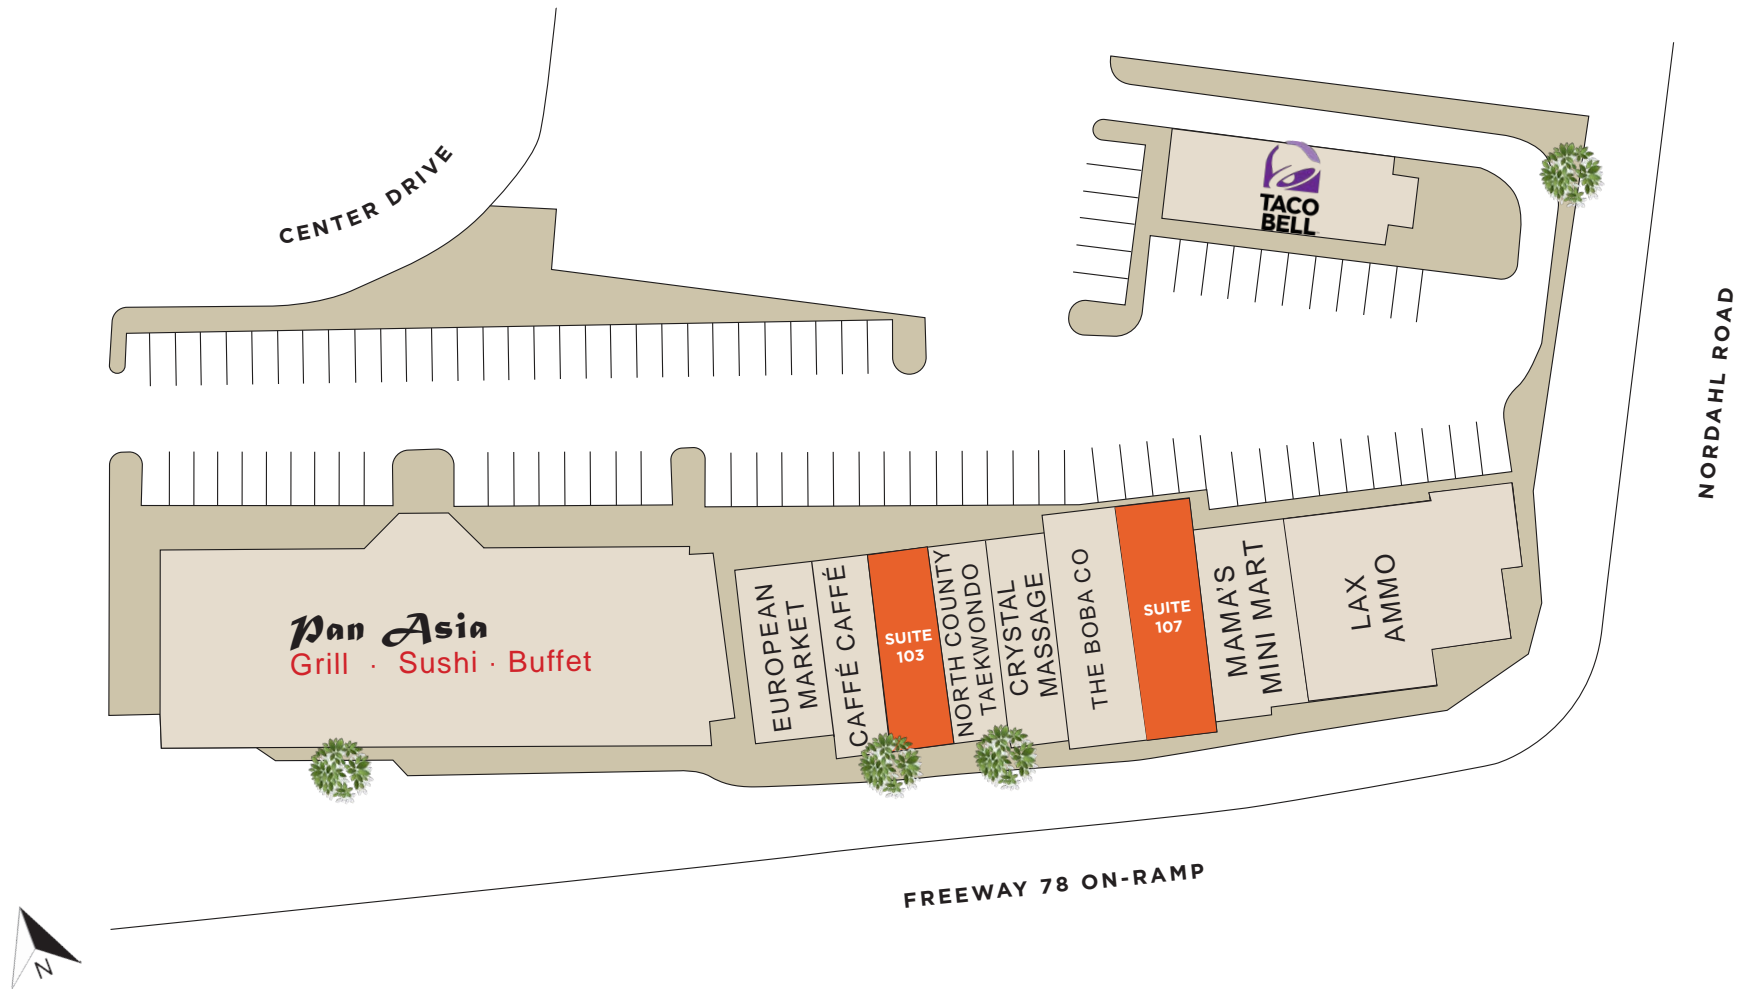 CENTER DRIVE
TACO
BELL
NORDAHL ROAD
Pan Asia
Grill · Sushi · Buffet
EUROPEAN
MARKET
CAFFÉ CAFFÉ
SUITE
103
NORTH COUNTY
TAEKWONDO
CRYSTAL
MASSAGE
THE BOBA CO
SUITE
107
MAMA'S
MINI MART
LAX
AMMO
FREEWAY 78 ON-RAMP
N